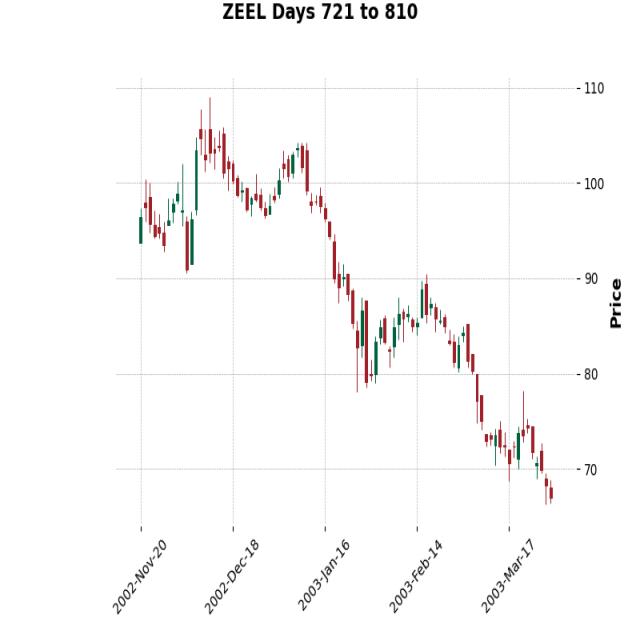 ZEEL Days 721 to 810
110
100
90
80
70
Price
2002-Nov-20
2002-Dec-18
2003-Jan-16
2003-Feb-14
2003-Mar-17